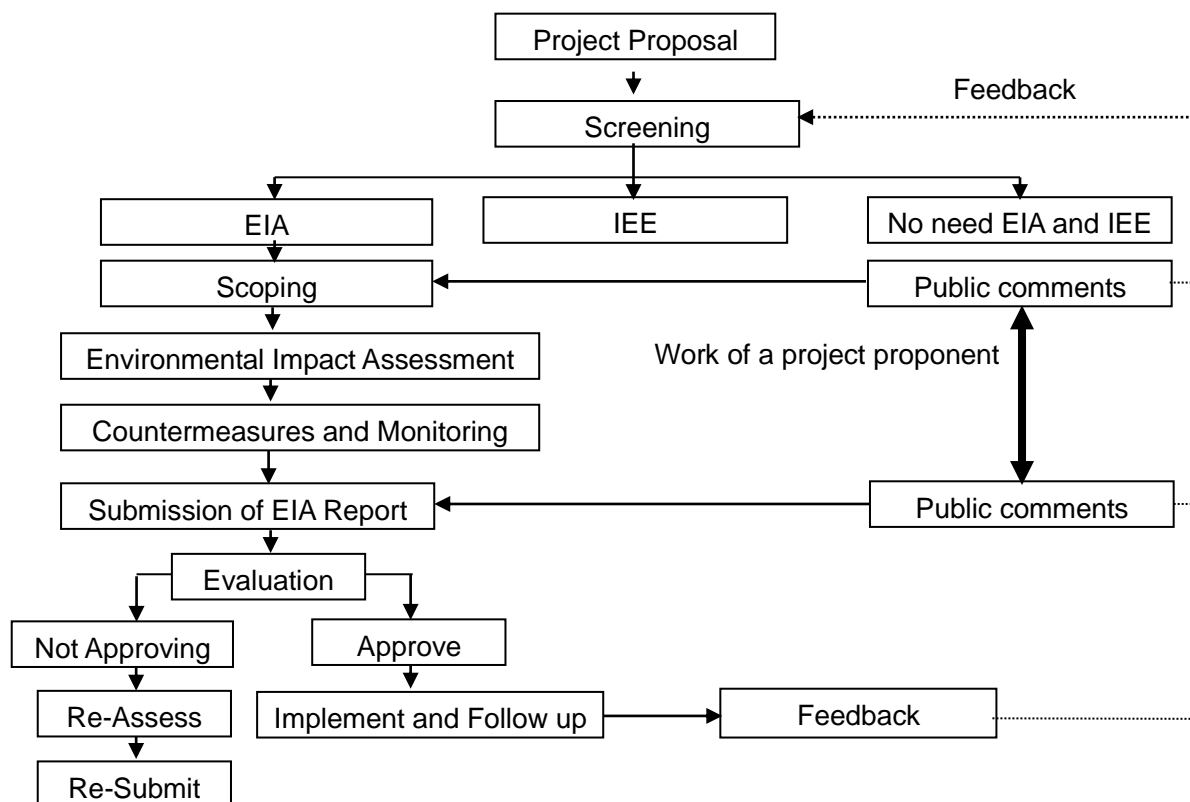 Project Proposal
Feedback
Screening
EIA
IEE
No need EIA and IEE
Scoping
Public comments
Environmental Impact Assessment
Work of a project proponent
Countermeasures and Monitoring
Submission of EIA Report
Public comments
Evaluation
Not Approving
Approve
Re-Assess
Implement and Follow up
Feedback
Re-Submit